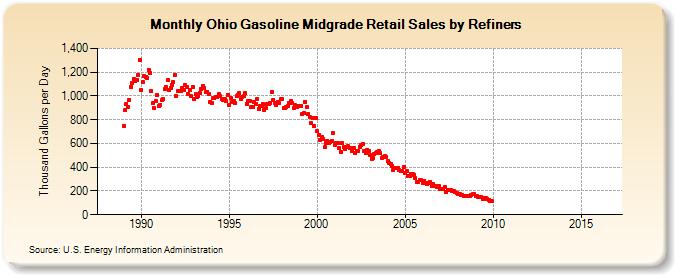 Monthly Ohio Gasoline Midgrade Retail Sales by Refiners
Thousand Gallons per Day
1,400
1,200
1,000
800
600
400
200
0
1990 1995 2000 2005 2010 2015
Source: U.S. Energy Information Administration